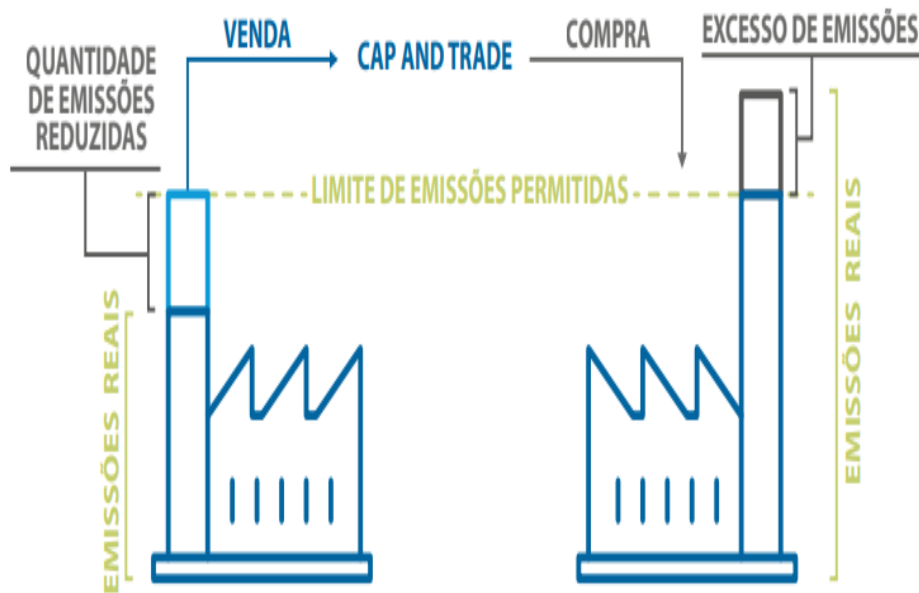 VENDA
CAP AND TRADE
COMPRA
EXCESSO DE EMISSÕES
QUANTIDADE
DE EMISSÕES
REDUZIDAS
LIMITE DE EMISSÕES PERMITIDAS
EMISSÕES REAIS
EMISSÕES REAIS